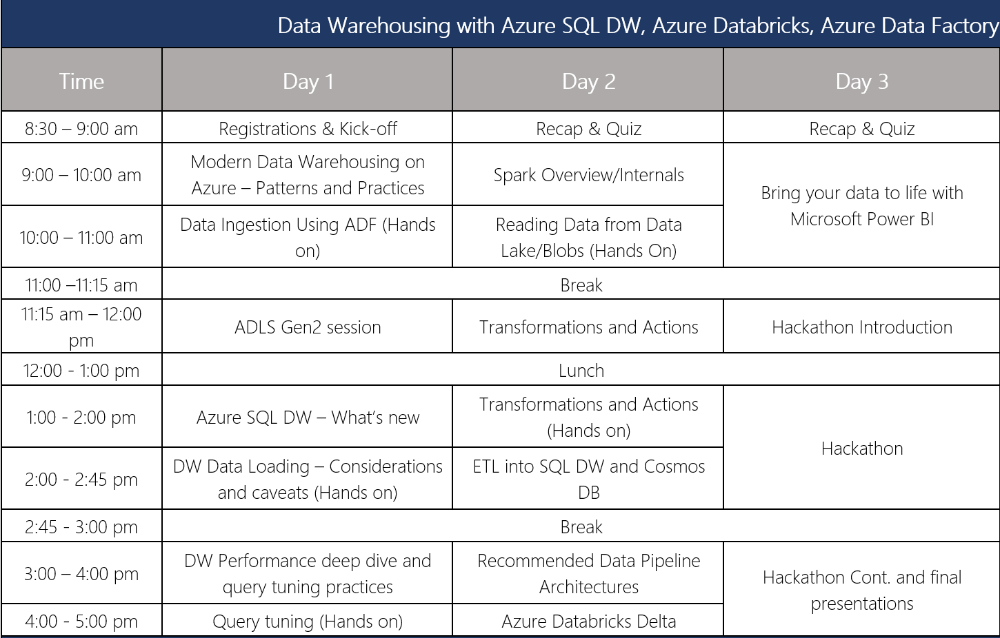 Data Warehousing with Azure SQL DW, Azure Databricks, Azure Data Factory
Time Day 1 Day 2 Day 3
8:30 – 9:00 am Registrations & Kick-off Recap & Quiz Recap & Quiz
9:00 – 10:00 am
Modern Data Warehousing on
Azure – Patterns and Practices
Spark Overview/Internals
Bring your data to life with
Microsoft Power BI
10:00 – 11:00 am
Data Ingestion Using ADF (Hands
on)
Reading Data from Data
Lake/Blobs (Hands On)
11:00 –11:15 am Break
11:15 am – 12:00
pm
ADLS Gen2 session
Transformations and Actions
Hackathon Introduction
12:00 - 1:00 pm Lunch
1:00 - 2:00 pm
Azure SQL DW – What's new
Transformations and Actions
(Hands on)
Hackathon
2:00 - 2:45 pm
DW Data Loading – Considerations
and caveats (Hands on)
ETL into SQL DW and Cosmos
DB
2:45 - 3:00 pm Break
3:00 – 4:00 pm
DW Performance deep dive and
query tuning practices
Recommended Data Pipeline
Architectures
Hackathon Cont. and final
presentations
4:00 - 5:00 pm Query tuning (Hands on) Azure Databricks Delta